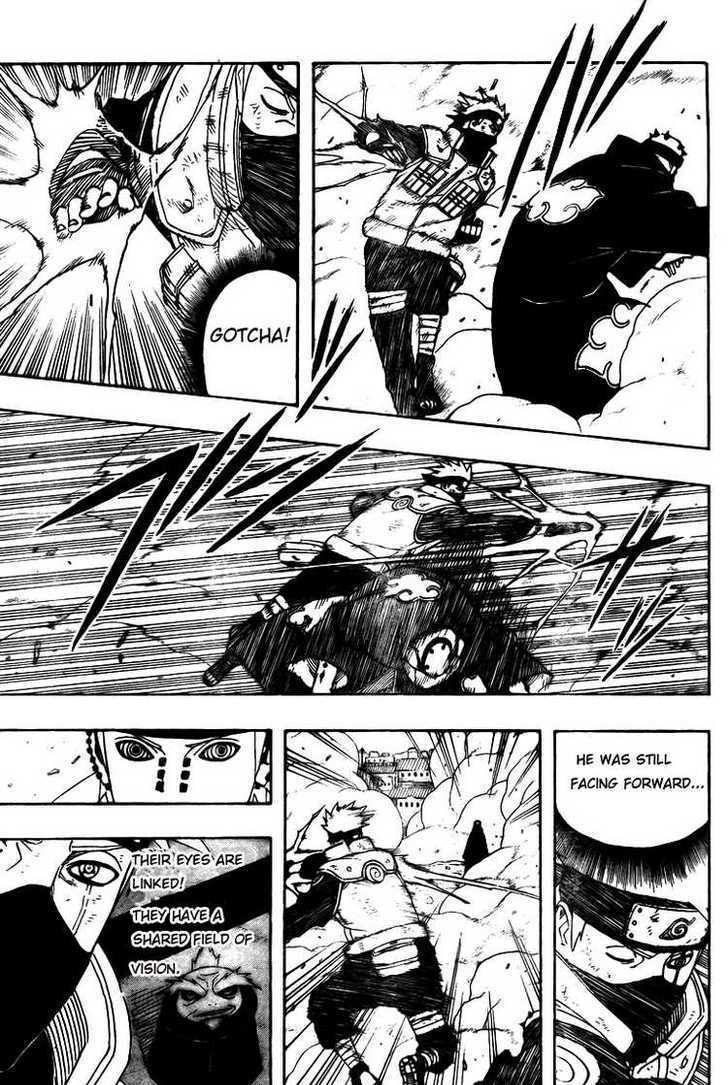 GOTCHA!
HE WAS STILL
FACING FORWARD...
THEIR EYES ARE
LINKED!
THEY HAVE A
SHARED FIELD OF
VISION.